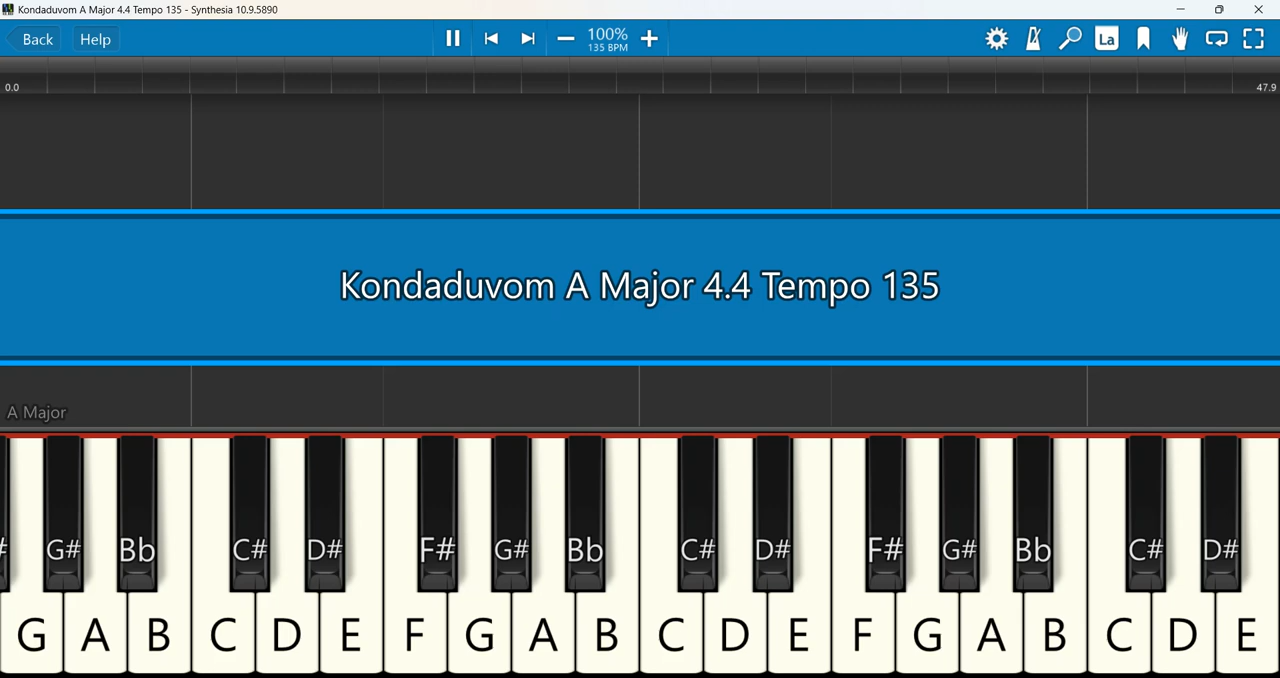 Kondaduvom A Major 4.4 Tempo 135 - Synthesia 10.9.5890
Back Help 100% La
135 BPM
0.0 47.9
Kondaduvom A Major 4.4 Tempo 135
A Major
# G# Bb C# D# F# G# Bb C# D# F# G# Bb C# D#
G A B C D E F G A B C D E F G A B C D E